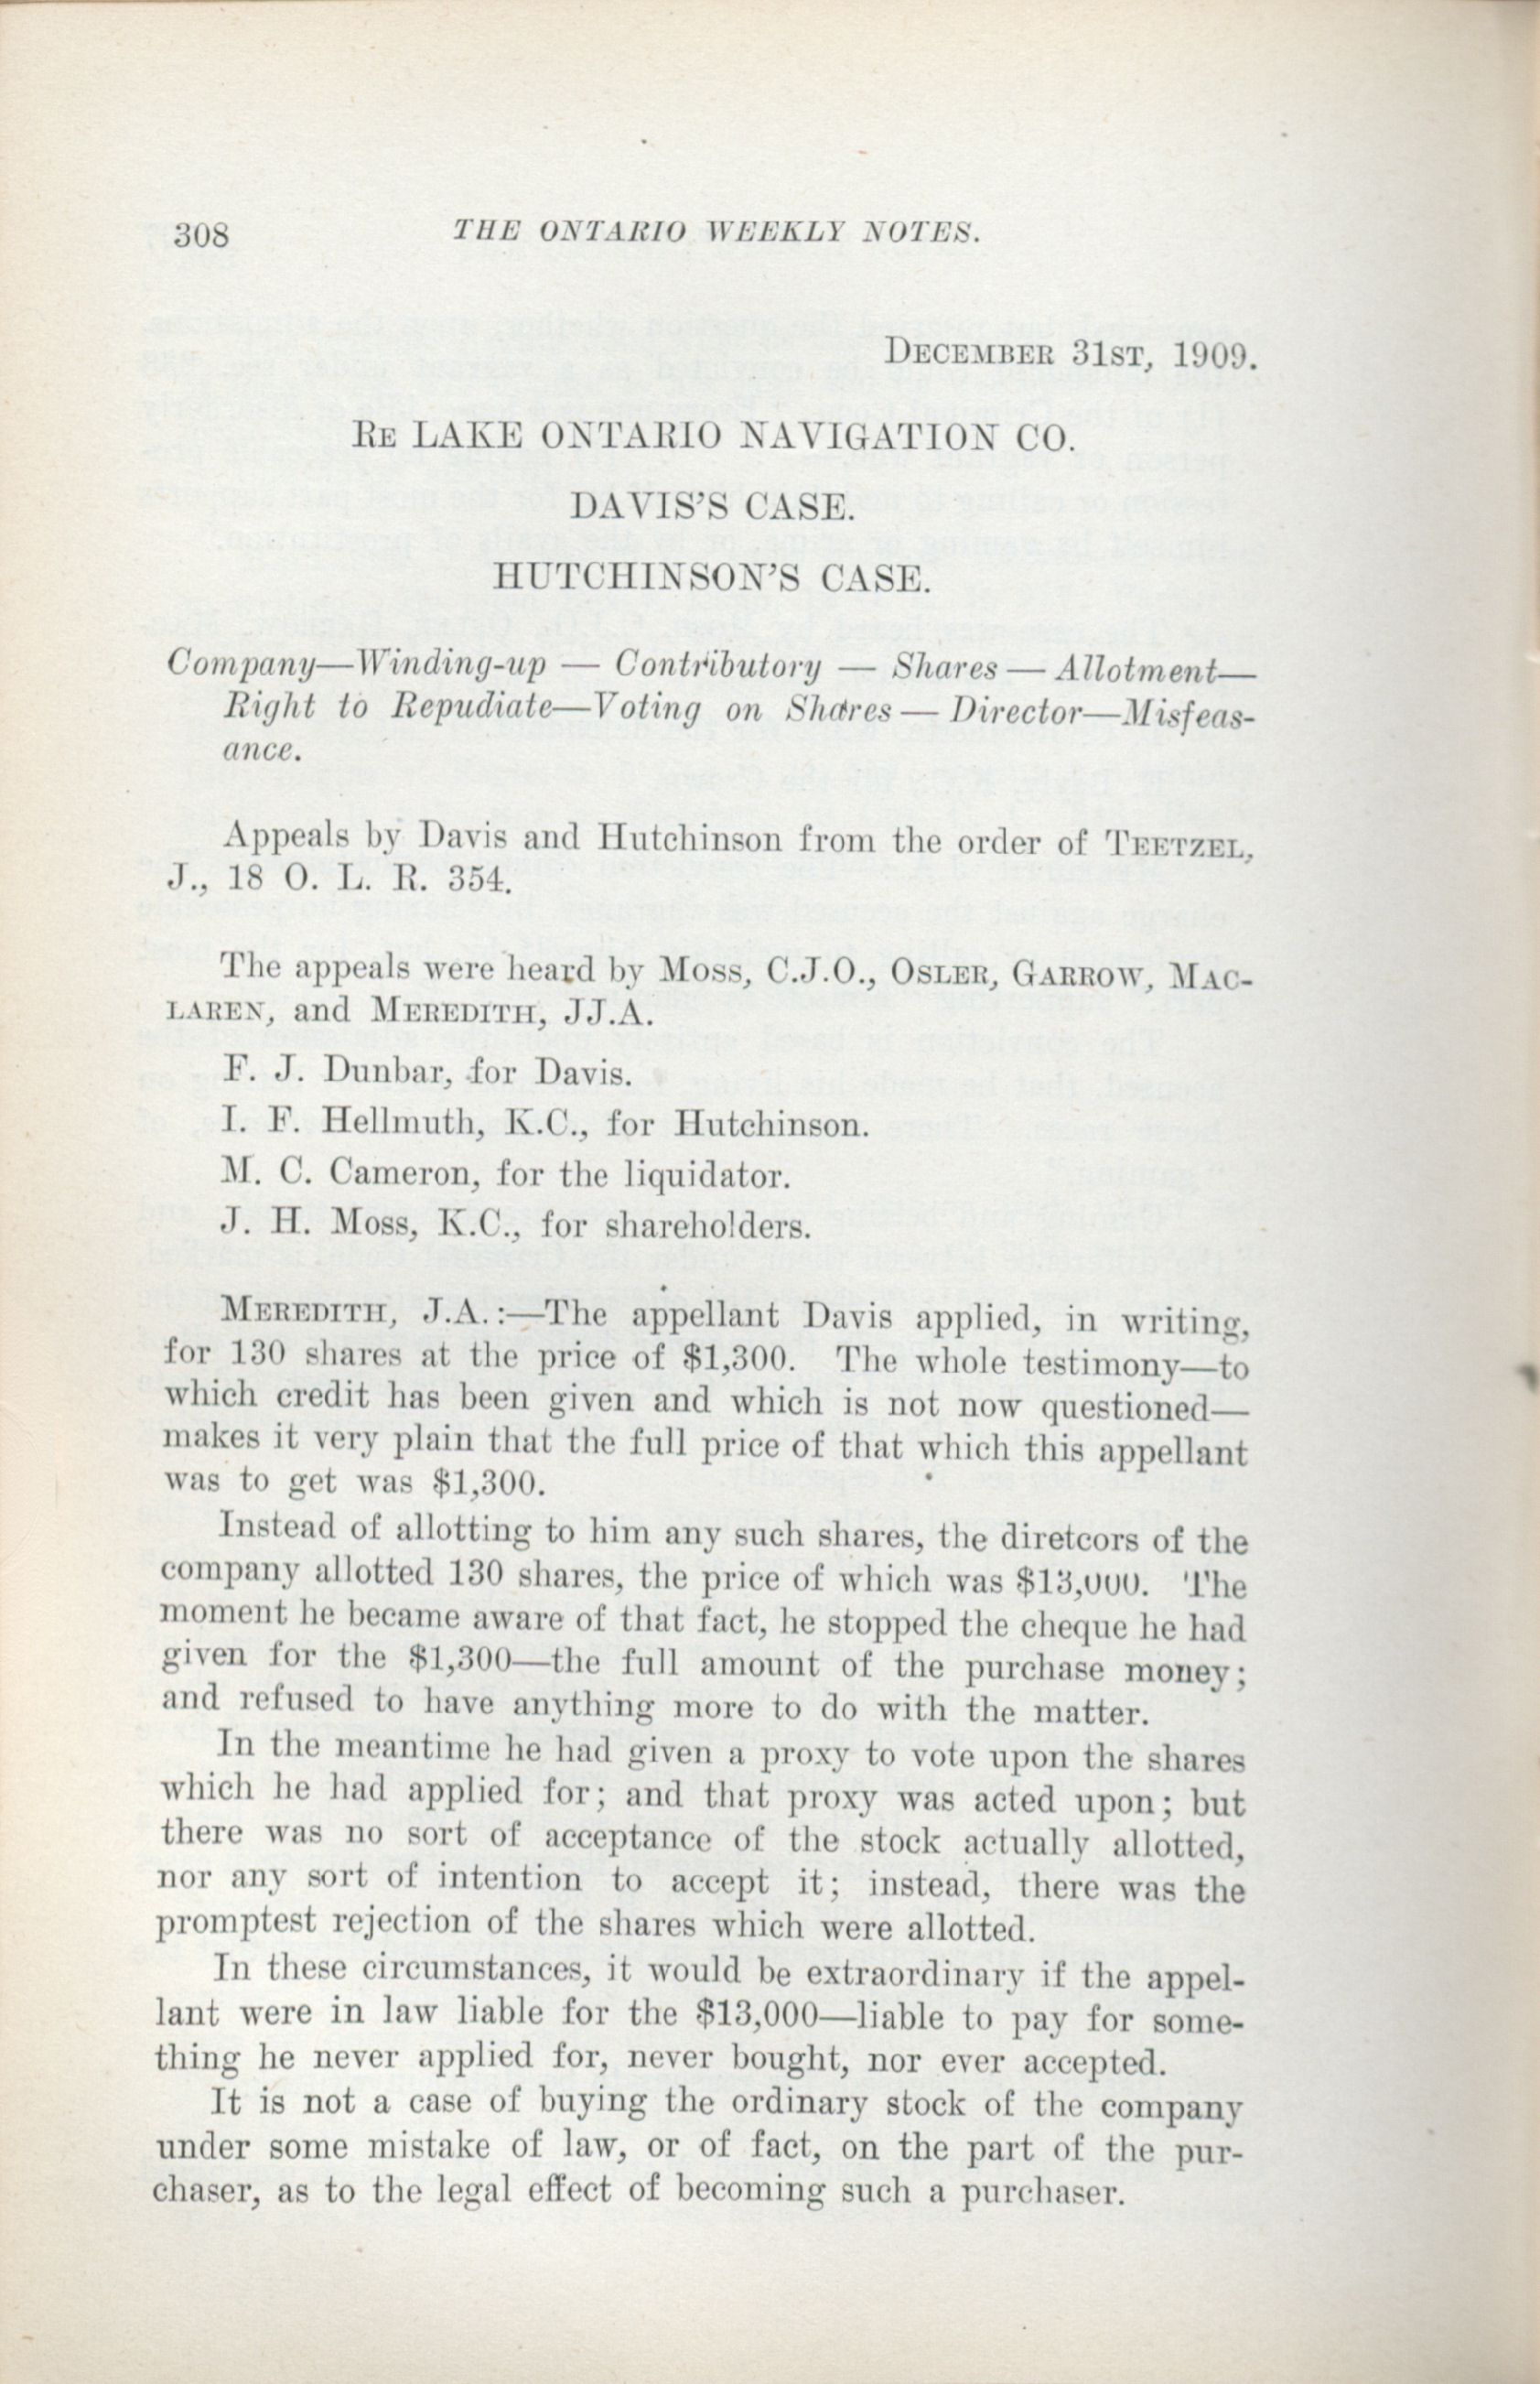 308
THE ONTARIO WEEKLY NOTES.
DECEMBER 31ST, 1909.
RE LAKE ONTARIO NAVIGATION CO.
DAVIS'S CASE.
HUTCHINSON'S CASE.
Company—Winding-up — Contributory — Shares — Allotment—
Right to Repudiate—Voting on Shares — Director—Misfeas-
ance.
Appeals by Davis and Hutchinson from the order of TEETZEL,
J., 18 O. L. R. 354.
The appeals were heard by MOSS, C.J.O., OSLER, GARROW, MAC-
LAREN, and MEREDITH, JJ.A.
F. J. Dunbar, for Davis.
I. F. Hellmuth, K.C., for Hutchinson.
M. C. Cameron, for the liquidator.
J. H. Moss, K.C., for shareholders.
MEREDITH, J.A.:—The appellant Davis applied, in writing,
for 130 shares at the price of $1,300. The whole testimony—to
which credit has been given and which is not now questioned—
makes it very plain that the full price of that which this appellant
was to get was $1,300.
Instead of allotting to him any such shares, the diretcors of the
company allotted 130 shares, the price of which was $13,000. The
moment he became aware of that fact, he stopped the cheque he had
given for the $1,300—the full amount of the purchase money;
and refused to have anything more to do with the matter.
In the meantime he had given a proxy to vote upon the shares
which he had applied for; and that proxy was acted upon; but
there was no sort of acceptance of the stock actually allotted,
nor any sort of intention to accept it; instead, there was the
promptest rejection of the shares which were allotted.
In these circumstances, it would be extraordinary if the appel-
lant were in law liable for the $13,000—liable to pay for some-
thing he never applied for, never bought, nor ever accepted.
It is not a case of buying the ordinary stock of the company
under some mistake of law, or of fact, on the part of the pur-
chaser, as to the legal effect of becoming such a purchaser.